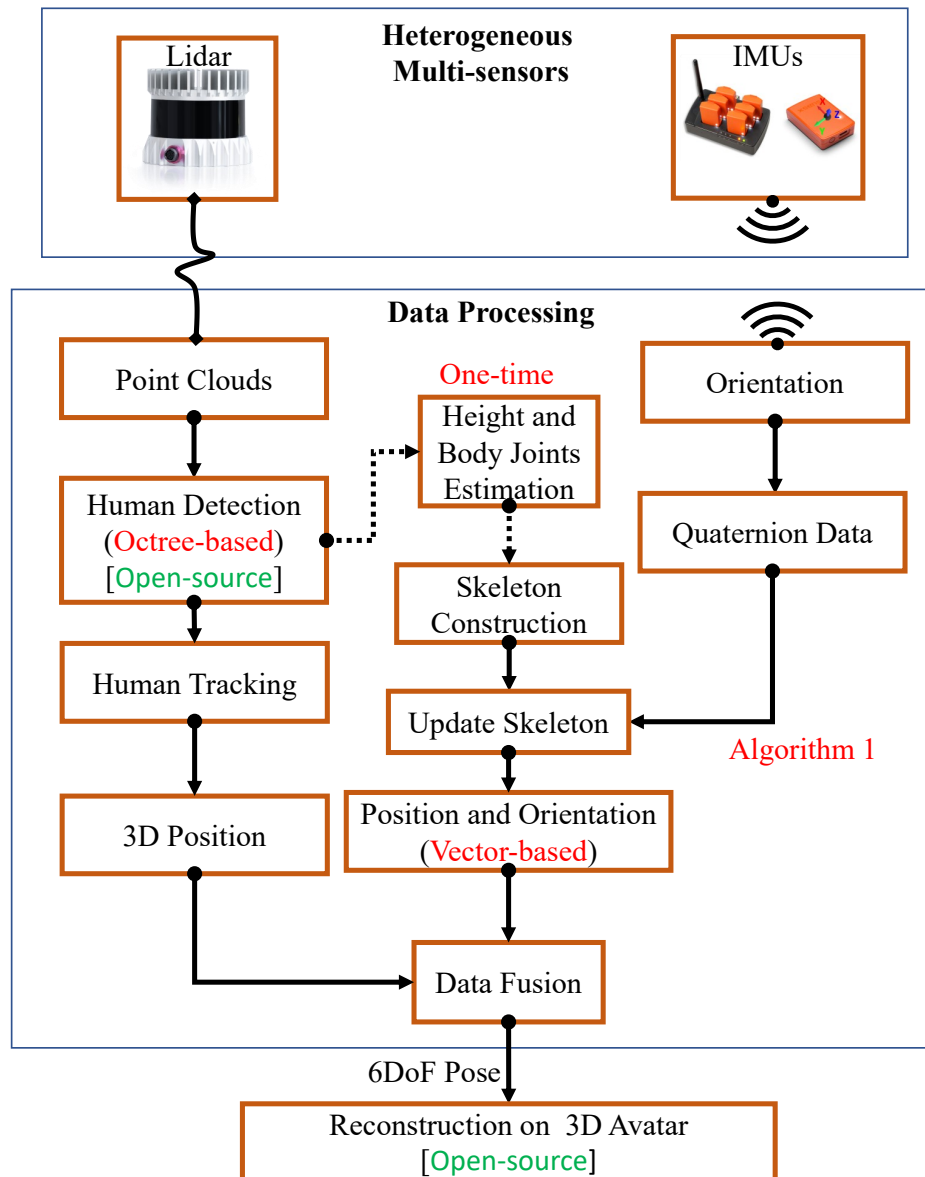 Heterogeneous
Multi-sensors
Lidar
IMUs
X
Y
Z
Data Processing
Point Clouds
One-time
Orientation
Height and
Body Joints
Estimation
Human Detection
(Octree-based)
[Open-source]
Quaternion Data
Skeleton
Construction
Human Tracking
Update Skeleton
Algorithm 1
3D Position
Position and Orientation
(Vector-based)
Data Fusion
6DoF Pose
Reconstruction on 3D Avatar
[Open-source]